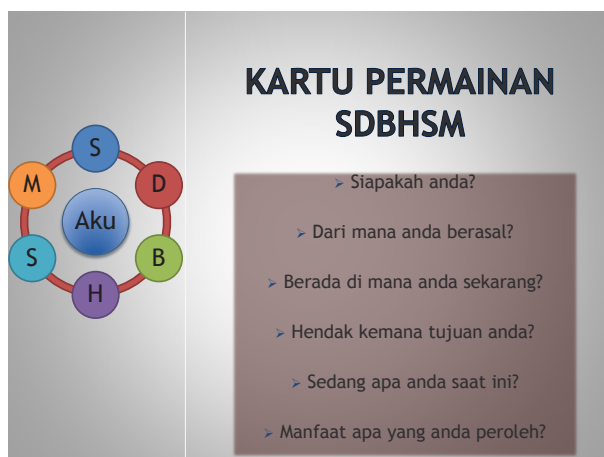 KARTU PERMAINAN
SDBHSM
S
D
B
H
S
M
Aku
➢ Siapakah anda?
➢ Dari mana anda berasal?
➢ Berada di mana anda sekarang?
➢ Hendak kemana tujuan anda?
➢ Sedang apa anda saat ini?
➢ Manfaat apa yang anda peroleh?